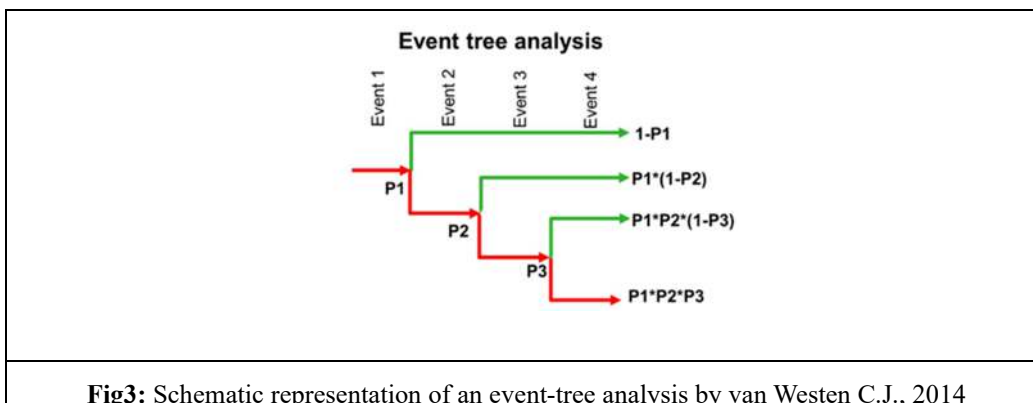 Event tree analysis
Event 1
Event 2
Event 3
Event 4
1-P1
P1
P1*(1-P2)
P2
P1*P2*(1-P3)
P3
P1*P2*P3
Fig3: Schematic representation of an event-tree analysis by van Westen C.J., 2014